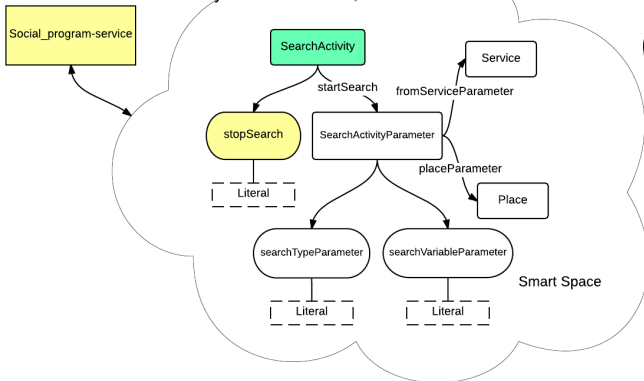 Social_program-service
SearchActivity
Service
startSearch
fromServiceParameter
stopSearch
SearchActivityParameter
placeParameter
Literal
Place
searchTypeParameter
searchVariableParameter
Smart Space
Literal
Literal